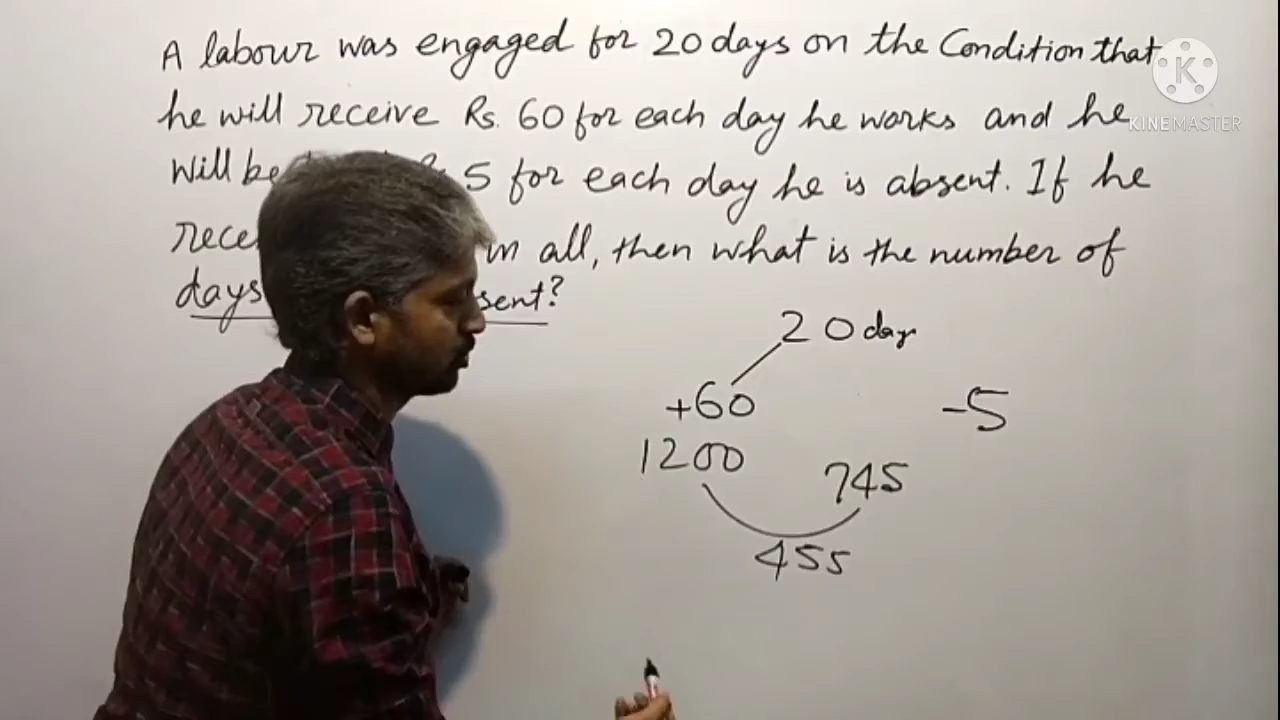 A labour was engaged for 20 days on the Condition that
he will receive Rs. 60 for each day he works and he
will be 5 for each day he is absent. If he
in all, then what is the number of
days
20 day
+60
-5
1200
745
455
K
KINEMASTER